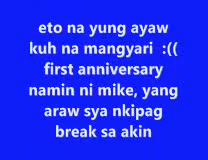 eto na yung ayaw
kuh na mangyari  :((
first anniversary
namin ni mike, yang
araw sya nkipag
break sa akin